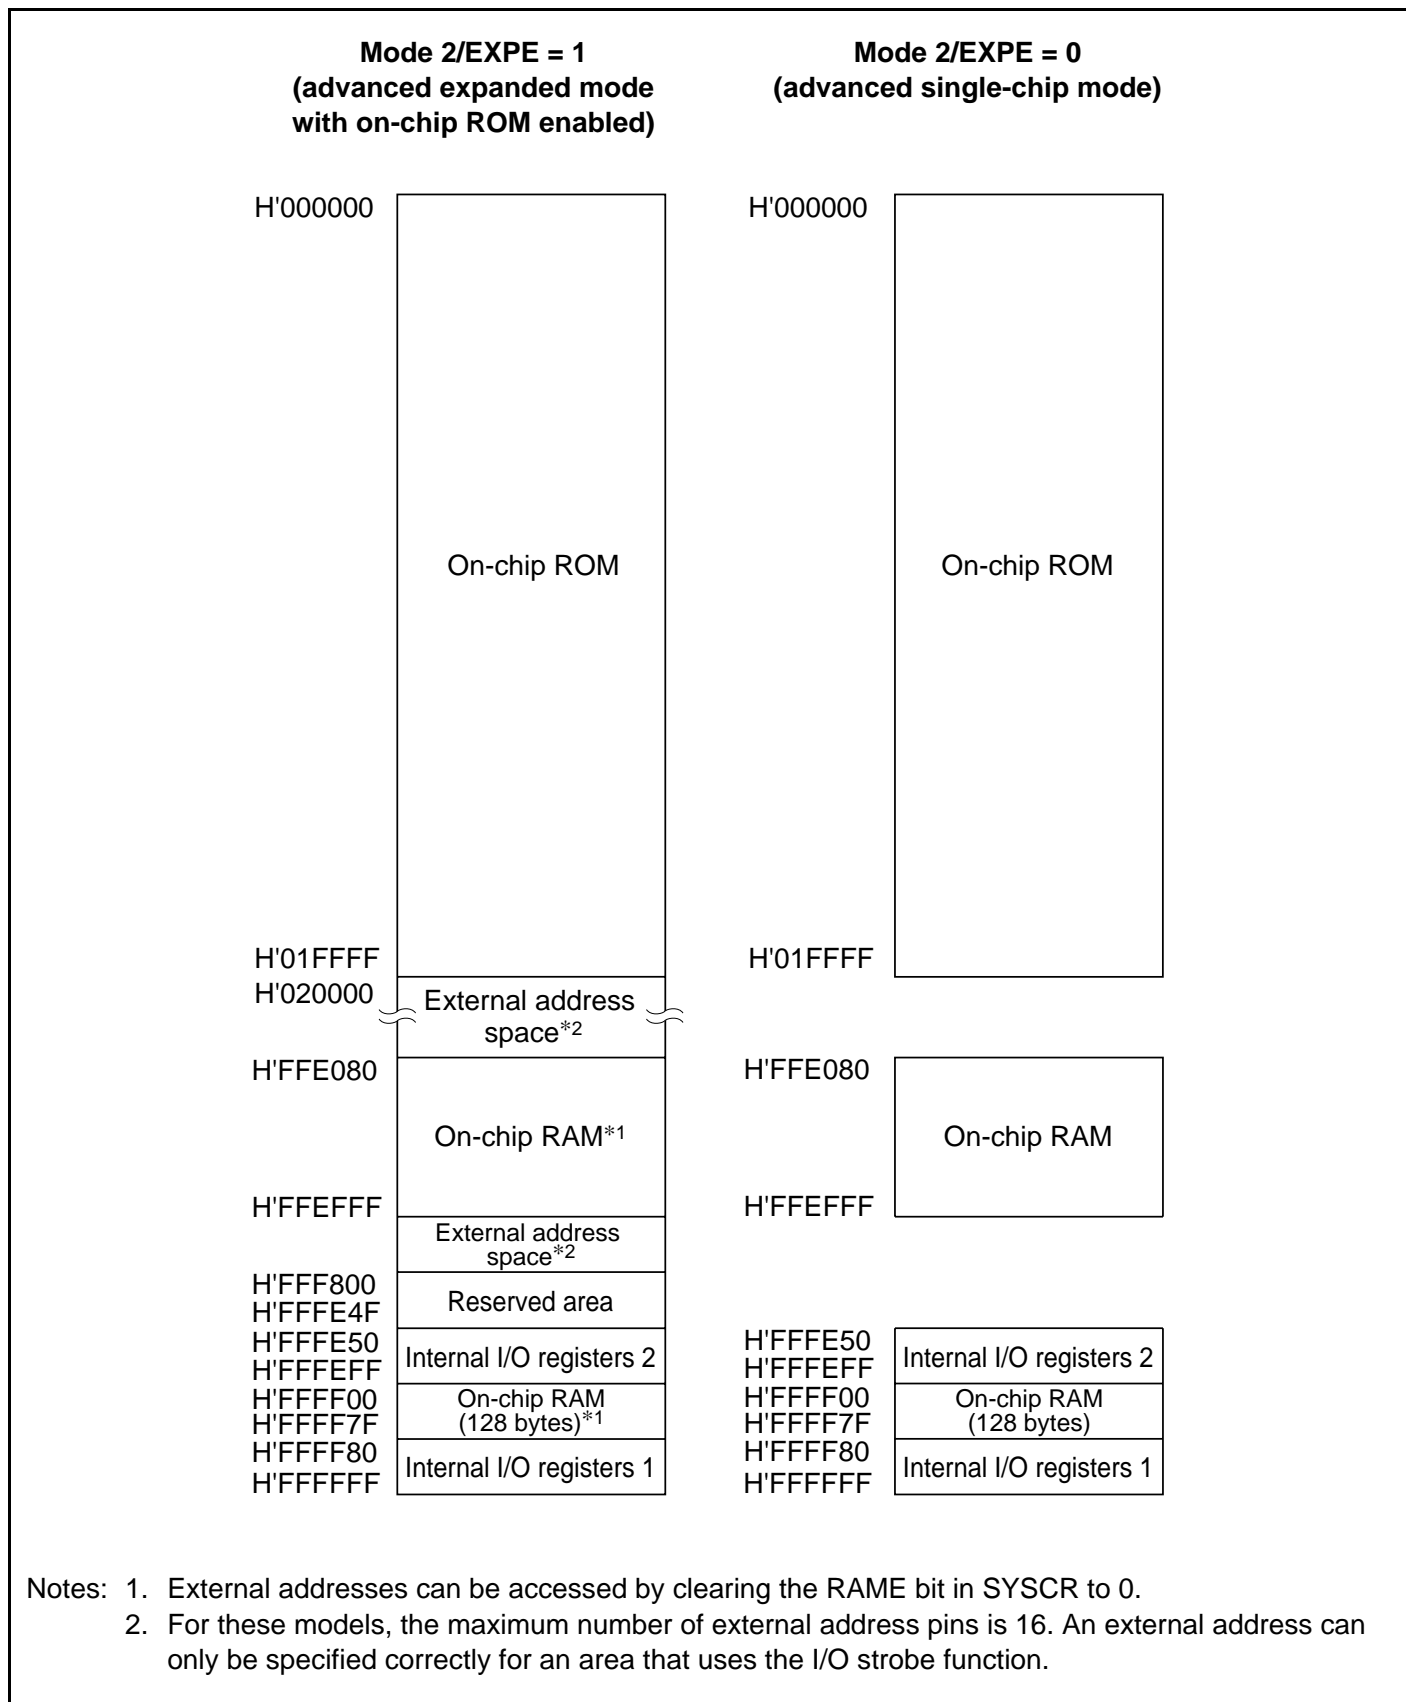 Mode 2/EXPE = 1
(advanced expanded mode
with on-chip ROM enabled)
Mode 2/EXPE = 0
(advanced single-chip mode)
H'000000
On-chip ROM
H'01FFFF
H'020000
External address
space*2
H'FFE080
On-chip RAM*1
H'FFEFFF
External address
space*2
H'FFF800
Reserved area
H'FFFE4F
H'FFFE50
Internal I/O registers 2
H'FFFEFF
H'FFFF00
On-chip RAM
(128 bytes)*1
H'FFFF7F
H'FFFF80
Internal I/O registers 1
H'FFFFFF
H'000000
On-chip ROM
H'01FFFF
H'FFE080
On-chip RAM
H'FFEFFF
H'FFFE50
Internal I/O registers 2
H'FFFEFF
H'FFFF00
On-chip RAM
(128 bytes)
H'FFFF7F
H'FFFF80
Internal I/O registers 1
H'FFFFFF
Notes: 1. External addresses can be accessed by clearing the RAME bit in SYSCR to 0.
2. For these models, the maximum number of external address pins is 16. An external address can
only be specified correctly for an area that uses the I/O strobe function.